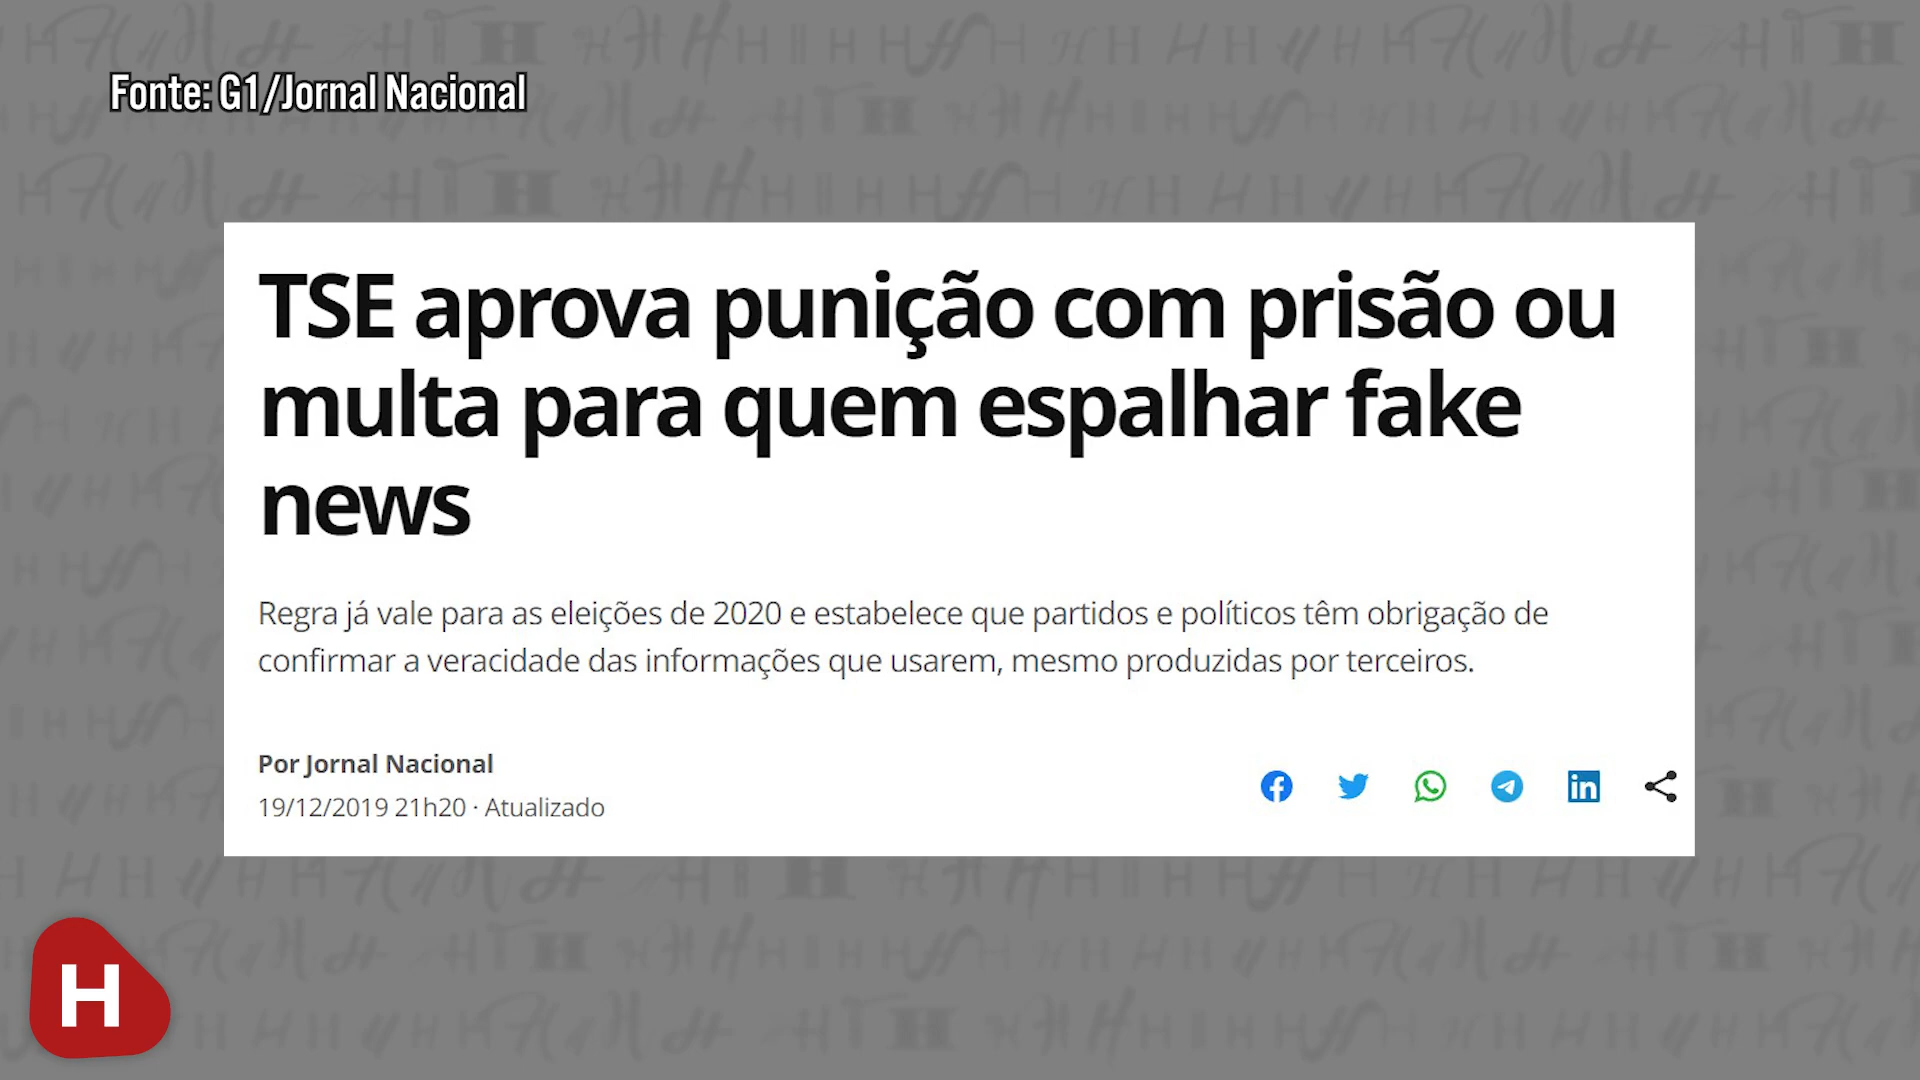 Fonte: G1/Jornal Nacional
TSE aprova punição com prisão ou
multa para quem espalhar fake
news
Regra já vale para as eleições de 2020 e estabelece que partidos e políticos têm obrigação de
confirmar a veracidade das informações que usarem, mesmo produzidas por terceiros.
Por Jornal Nacional
19/12/2019 21h20 · Atualizado
H